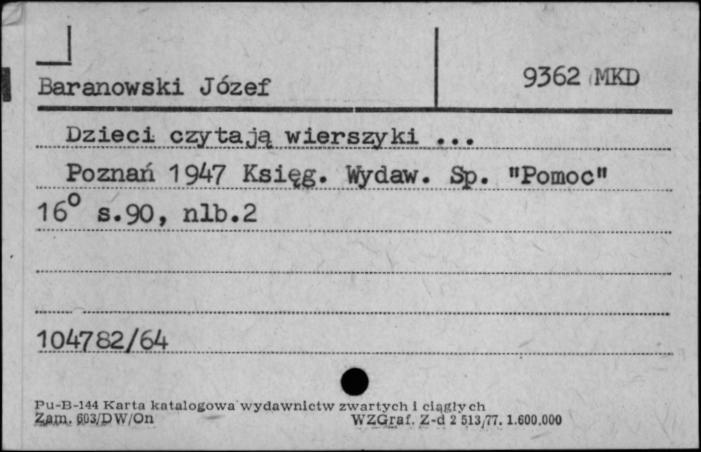 Baranowski Józef
9362 MKD
Dzieci czytają wierszyki ...
Poznań 1947 Księg. Wydaw. Sp. "Pomoc"
16° s.90, nlb.2
104782/64
Pu-B-144 Karta katalogowa wydawnictw zwartych i ciągłych
Zam. 603/DW/On WZGraf. Z-d 2 513/77. 1.600.000